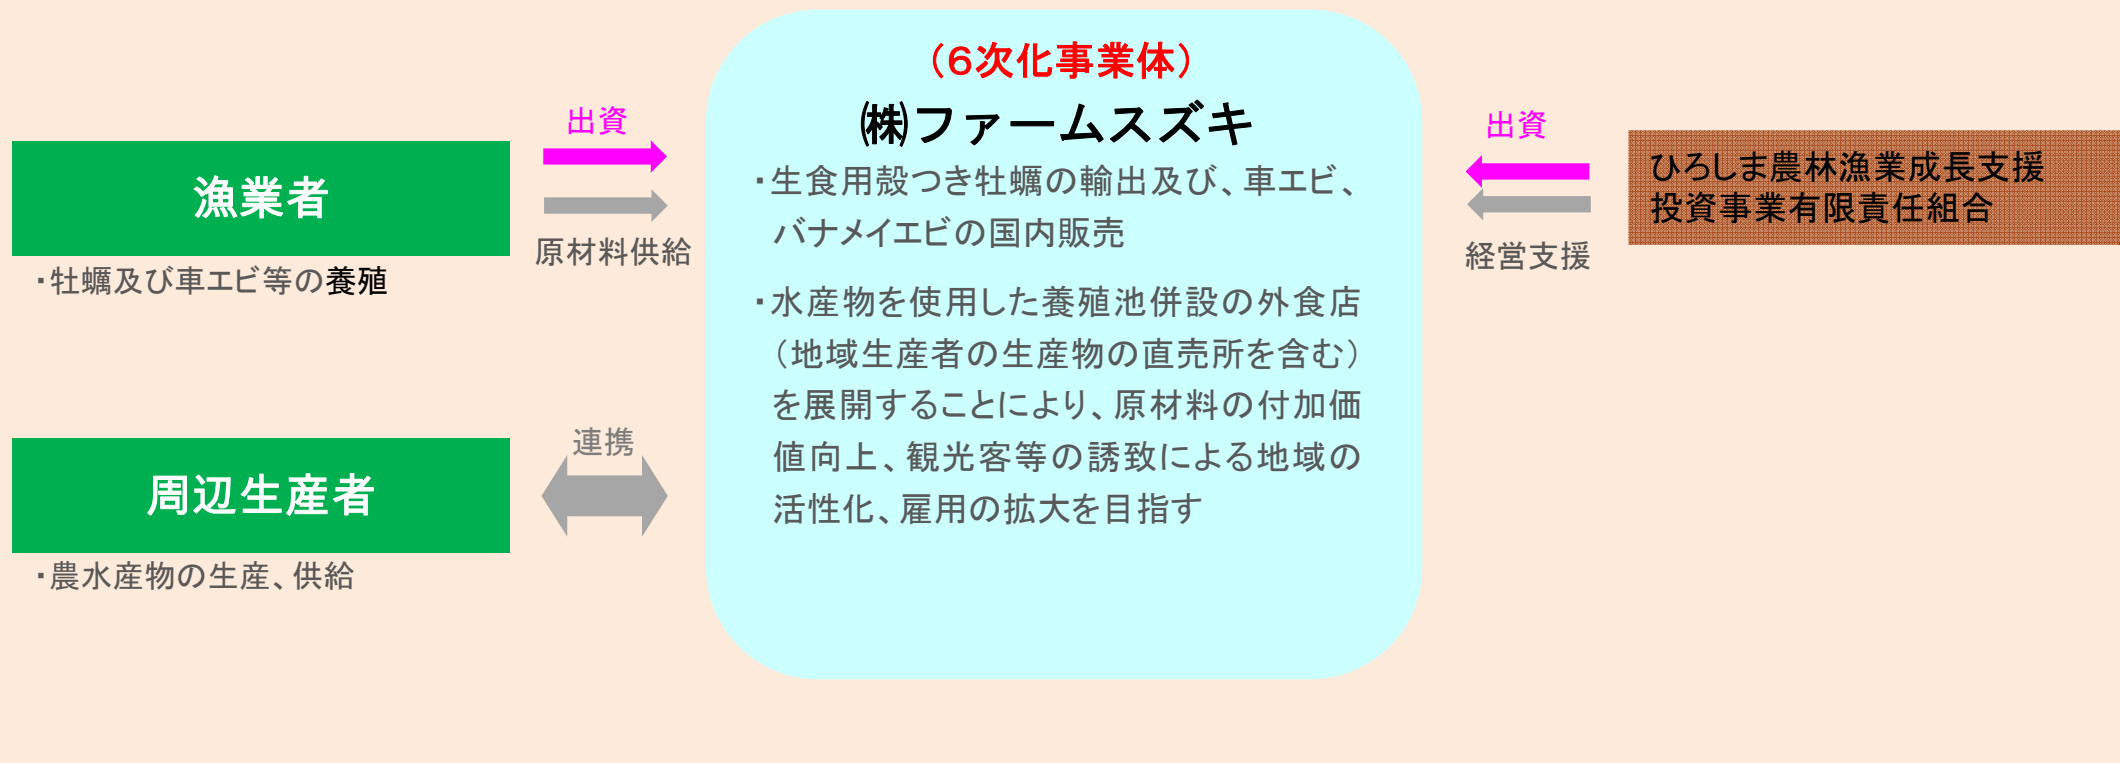 漁業者
・牡蠣及び車エビ等の養殖
周辺生産者
・農水産物の生産、供給
出資
原材料供給
連携
(6次化事業体)
㈱ファームスズキ
・生食用殻つき牡蠣の輸出及び、車エビ、
バナメイエビの国内販売
・水産物を使用した養殖池併設の外食店
(地域生産者の生産物の直売所を含む)
を展開することにより、原材料の付加価
値向上、観光客等の誘致による地域の
活性化、雇用の拡大を目指す
出資
経営支援
ひろしま農林漁業成長支援
投資事業有限責任組合